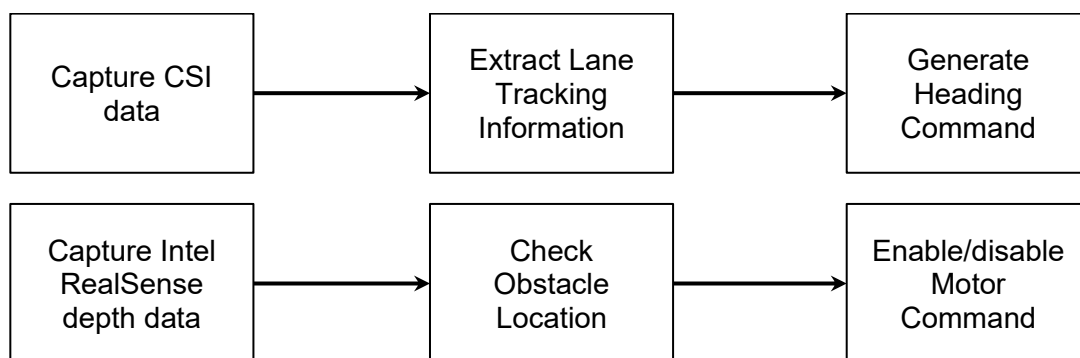 Capture CSI
data
Extract Lane
Tracking
Information
Generate
Heading
Command
Capture Intel
RealSense
depth data
Check
Obstacle
Location
Enable/disable
Motor
Command